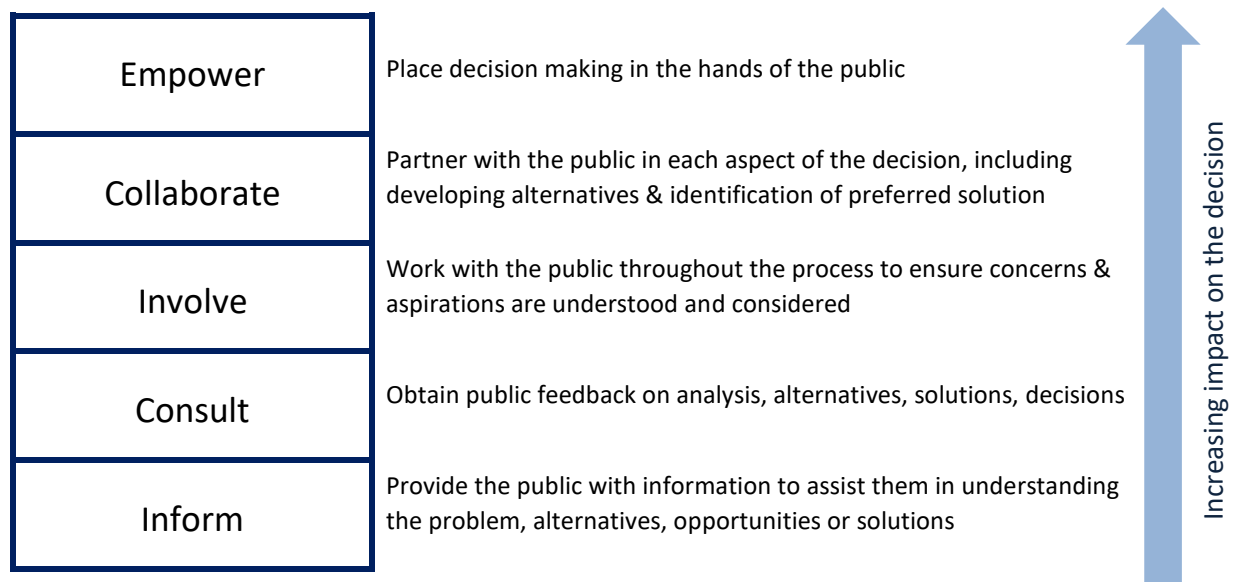 Empower
Place decision making in the hands of the public
Collaborate
Partner with the public in each aspect of the decision, including
developing alternatives & identification of preferred solution
Involve
Work with the public throughout the process to ensure concerns &
aspirations are understood and considered
Consult
Obtain public feedback on analysis, alternatives, solutions, decisions
Inform
Provide the public with information to assist them in understanding
the problem, alternatives, opportunities or solutions
Increasing impact on the decision